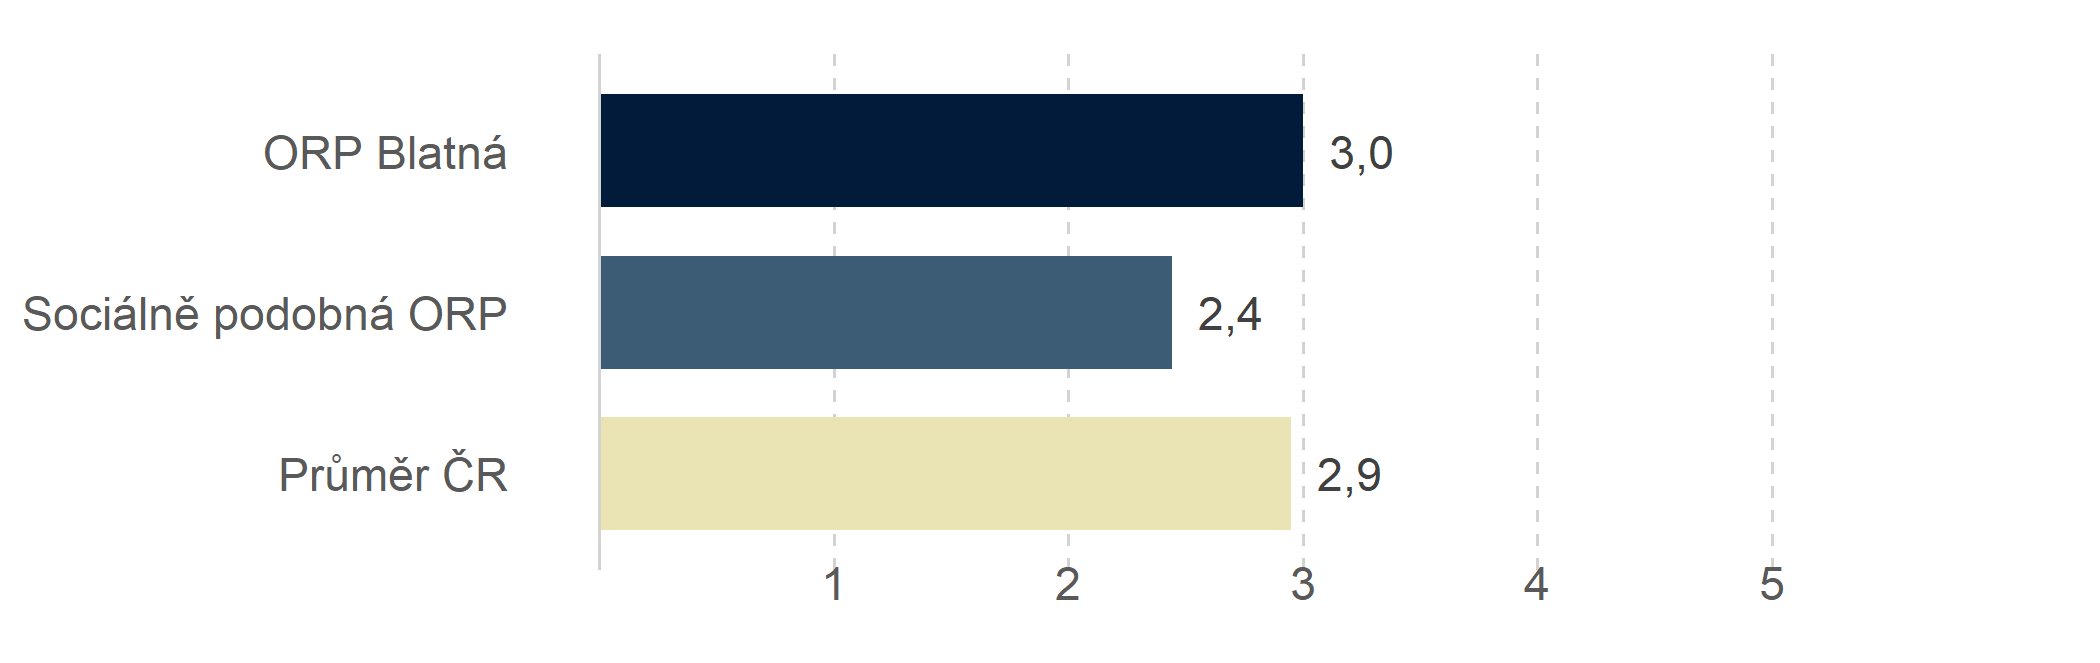 ORP Blatná 3,0
Sociálně podobná ORP 2,4
Průměr ČR 2,9
1 2 3 4 5